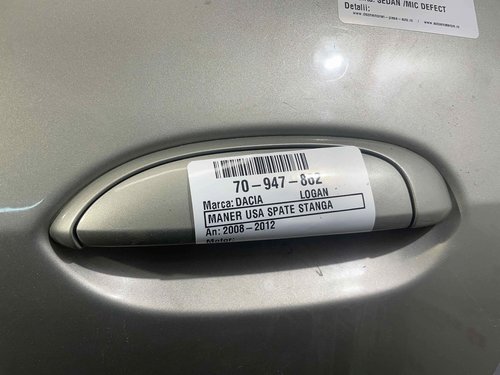 SEDAN /MIC DEFECT
Detalii:
70-947-862
Marca: DACIA LOGAN
MANER USA SPATE STANGA
An: 2008-2012
Motor: